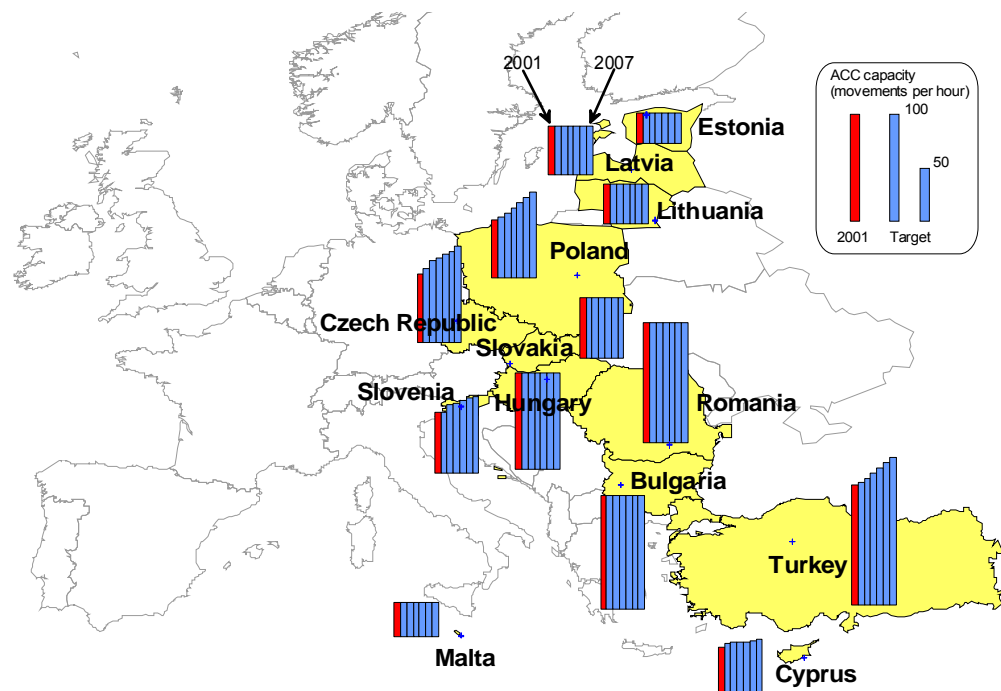 2001
2007
ACC capacity
(movements per hour)
100
50
2001
Target
Estonia
Latvia
Lithuania
Poland
Czech Republic
Slovakia
Slovenia
Hungary
Romania
Bulgaria
Turkey
Malta
Cyprus